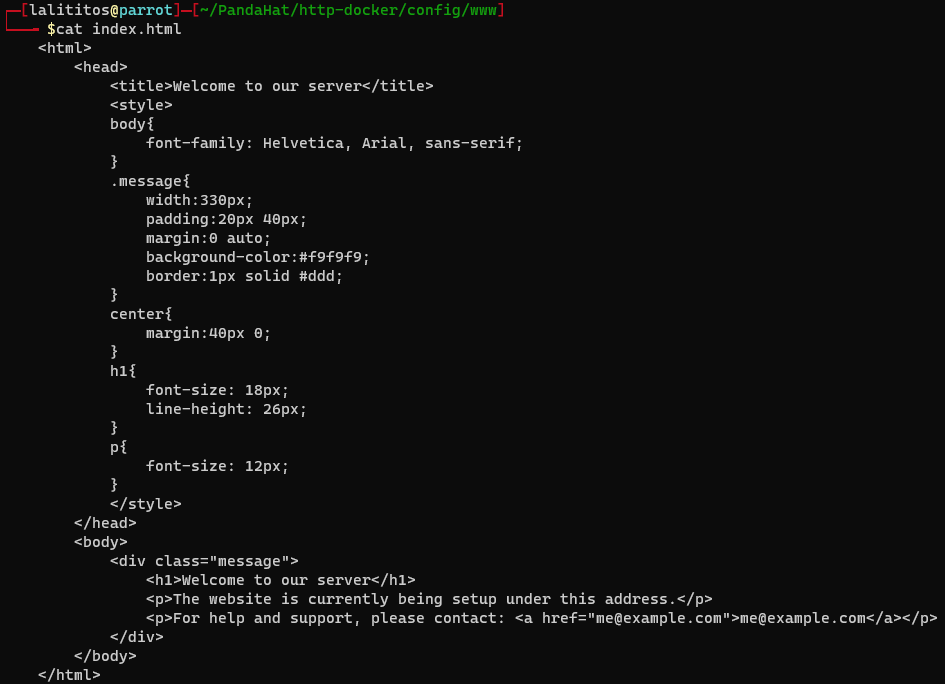 [lalititos@parrot]—[~/PandaHat/http-docker/config/www]
$cat index.html
<html>
<head>
<title>Welcome to our server</title>
<style>
body{
font-family: Helvetica, Arial, sans-serif;
}
.message{
width:330px;
padding:20px 40px;
margin:0 auto;
background-color:#f9f9f9;
border:1px solid #ddd;
}
center{
margin:40px 0;
}
h1{
font-size: 18px;
line-height: 26px;
}
p{
font-size: 12px;
}
</style>
</head>
<body>
<div class="message">
<h1>Welcome to our server</h1>
<p>The website is currently being setup under this address.</p>
<p>For help and support, please contact: <a href="me@example.com">me@example.com</a></p>
</div>
</body>
</html>